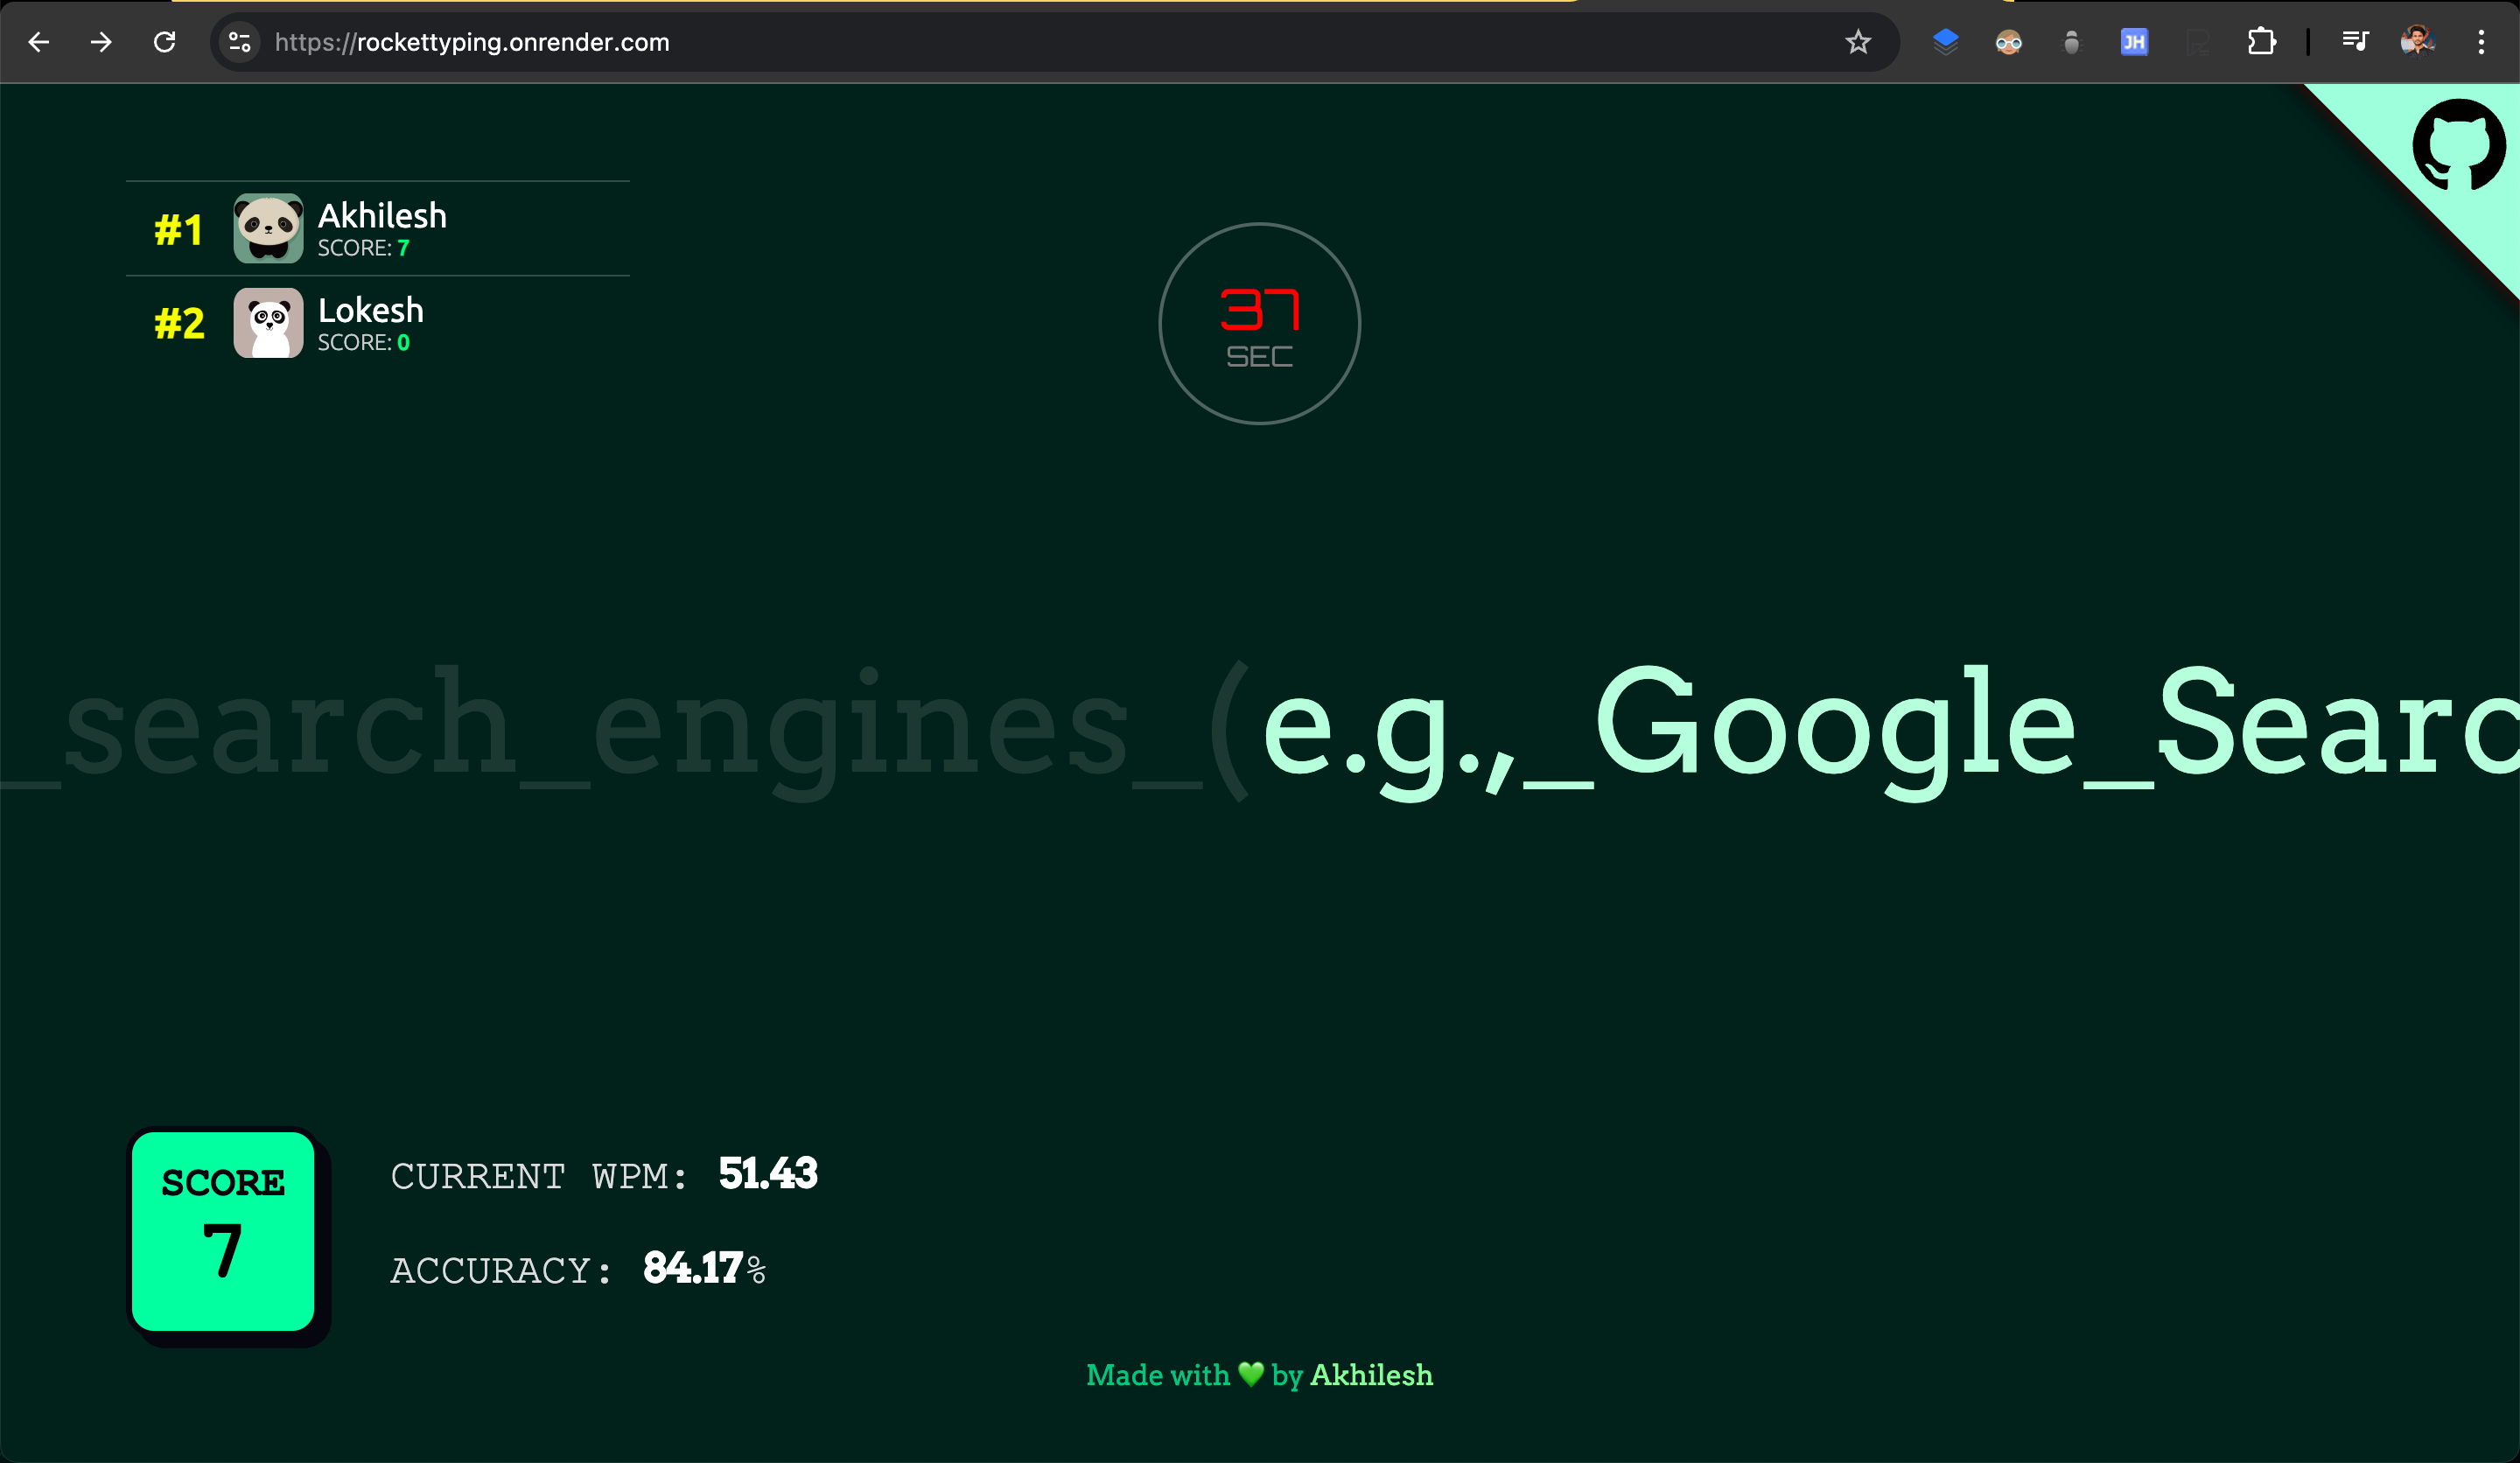 https://rockettyping.onrender.com
JH
#1
Akhilesh
SCORE: 7
#2
Lokesh
SCORE: 0
37
SEC
_search_engines_(e.g.,_Google_Searc
SCORE
7
CURRENT WPM: 51.43
ACCURACY: 84.17%
Made with 💚 by Akhilesh